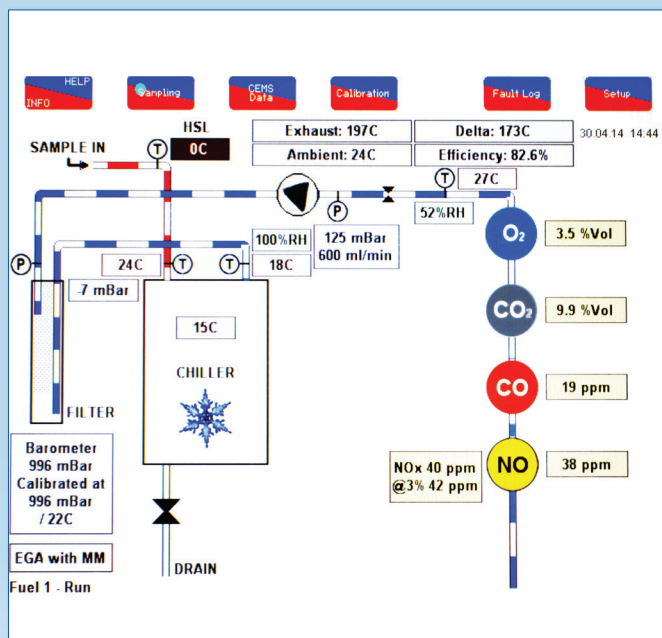 HELP
INFO
Sampling
CEMS
Data
Calibration
Fault Log
Setup
HSL
0C
SAMPLE IN
T
Exhaust: 197C
Delta: 173C
30.04.14 14:44
Ambient: 24C
Efficiency: 82.6%
T
27C
P
52%RH
125 mBar
600 ml/min
100%RH
P
24C
T
T
18C
-7 mBar
O2
3.5 %Vol
15C
CO2
9.9 %Vol
CHILLER
CO
19 ppm
FILTER
Barometer
996 mBar
Calibrated at
996 mBar
/ 22C
NOx 40 ppm
@3% 42 ppm
NO
38 ppm
EGA with MM
DRAIN
Fuel 1 - Run